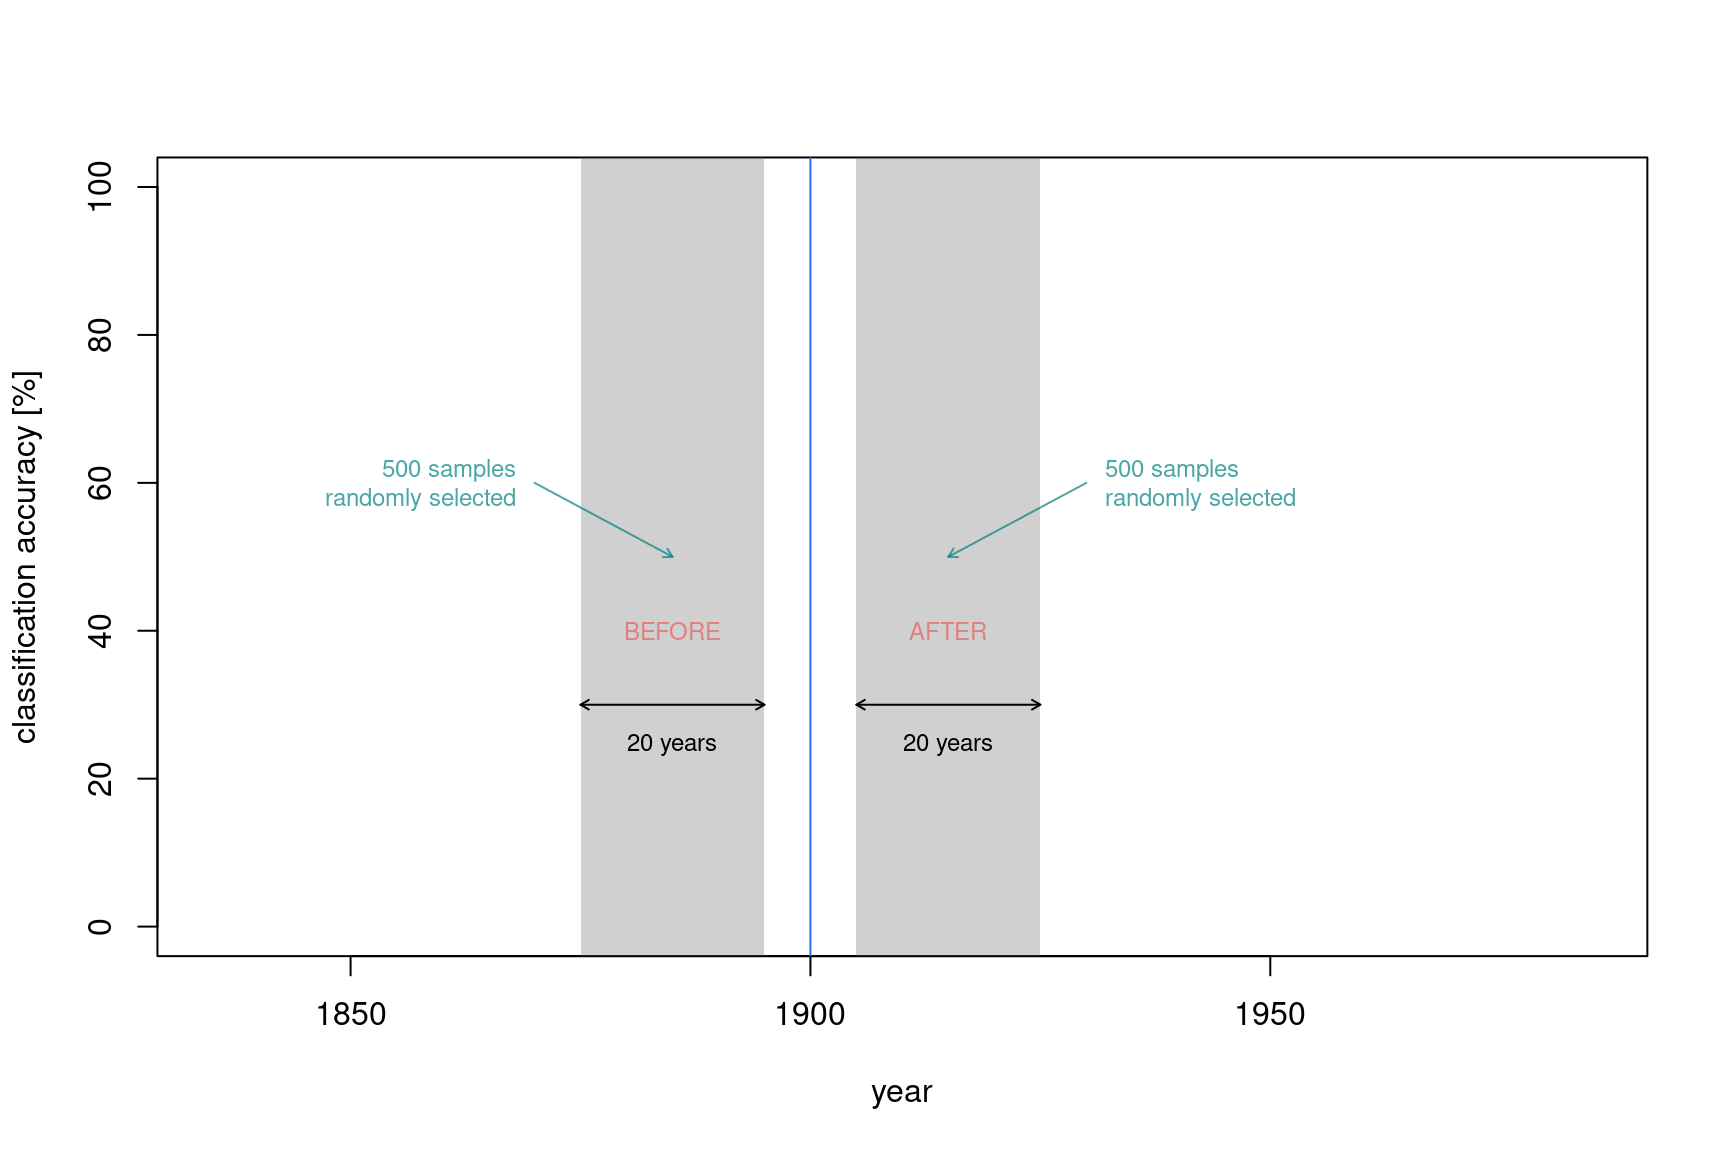 100
80
60
40
20
0
classification accuracy [%]
500 samples
randomly selected
500 samples
randomly selected
BEFORE
AFTER
20 years
20 years
1850
1900
1950
year